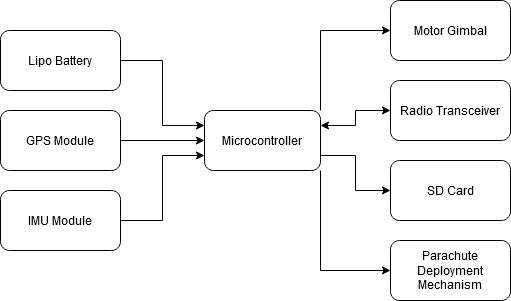 Lipo Battery
GPS Module
IMU Module
Microcontroller
Motor Gimbal
Radio Transceiver
SD Card
Parachute
Deployment
Mechanism